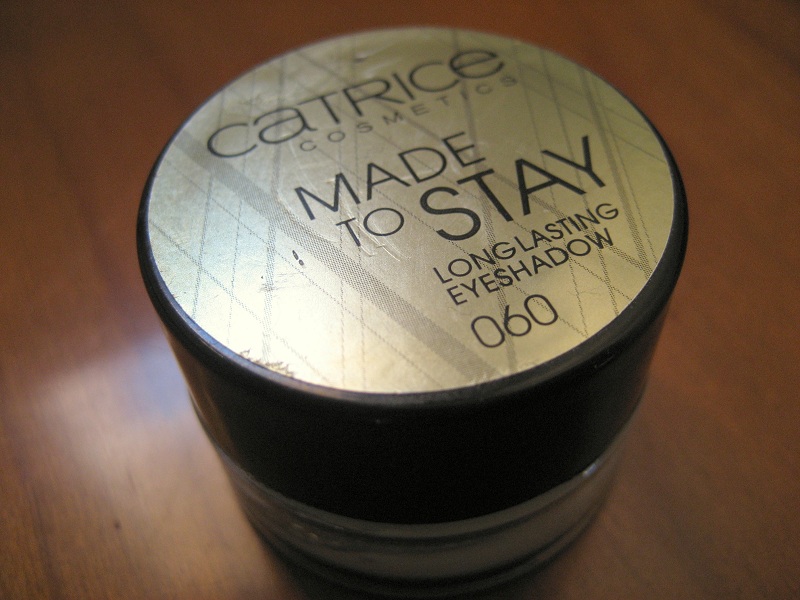 CATRICE
COSMETICS
MADE
TO STAY
LONGLASTING
EYESHADOW
060